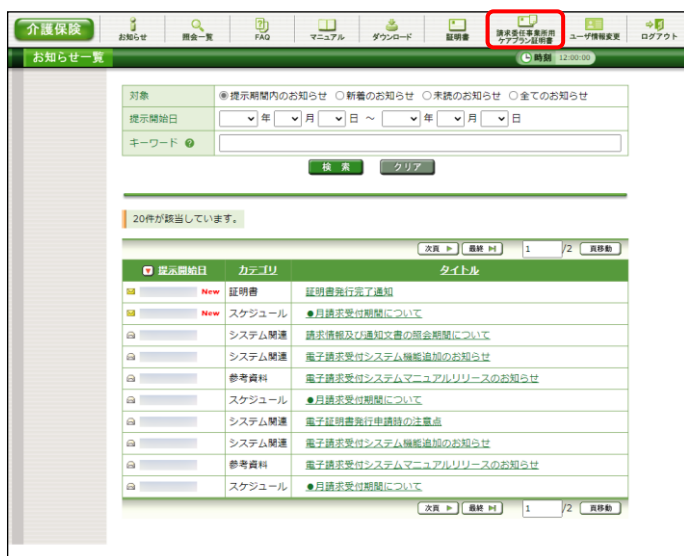 介護保険
お知らせ 照会一覧 FAQ マニュアル ダウンロード 証明書 請求委任事業所用 ケアプラン証明書 ユーザ情報変更 ログアウト
お知らせ一覧 時刻 12:00:00
対象 提示期間内のお知らせ 新着のお知らせ 未読のお知らせ 全てのお知らせ
提示開始日 年 月 日 ～ 年 月 日
キーワード ?
検 索 クリア
20件が該当しています。
次頁 最終 1 /2 頁移動
提示開始日 カテゴリ タイトル
New 証明書 証明書発行完了通知
New スケジュール ●月請求受付期間について
システム関連 請求情報及び通知文書の照会期間について
システム関連 電子請求受付システム機能追加のお知らせ
参考資料 電子請求受付システムマニュアルリリースのお知らせ
スケジュール ●月請求受付期間について
システム関連 電子証明書発行申請時の注意点
システム関連 電子請求受付システム機能追加のお知らせ
参考資料 電子請求受付システムマニュアルリリースのお知らせ
スケジュール ●月請求受付期間について
次頁 最終 1 /2 頁移動